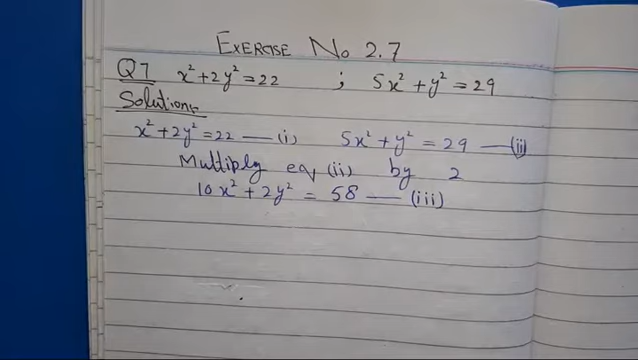 EXERCISE No 2.7
Q7 x²+2y²=22 ; 5x²+y²=29
Solution:
x²+2y²=22 —(i) 5x²+y²=29 —(ii)
Multiply eq (ii) by 2
10x²+2y² = 58 — (iii)